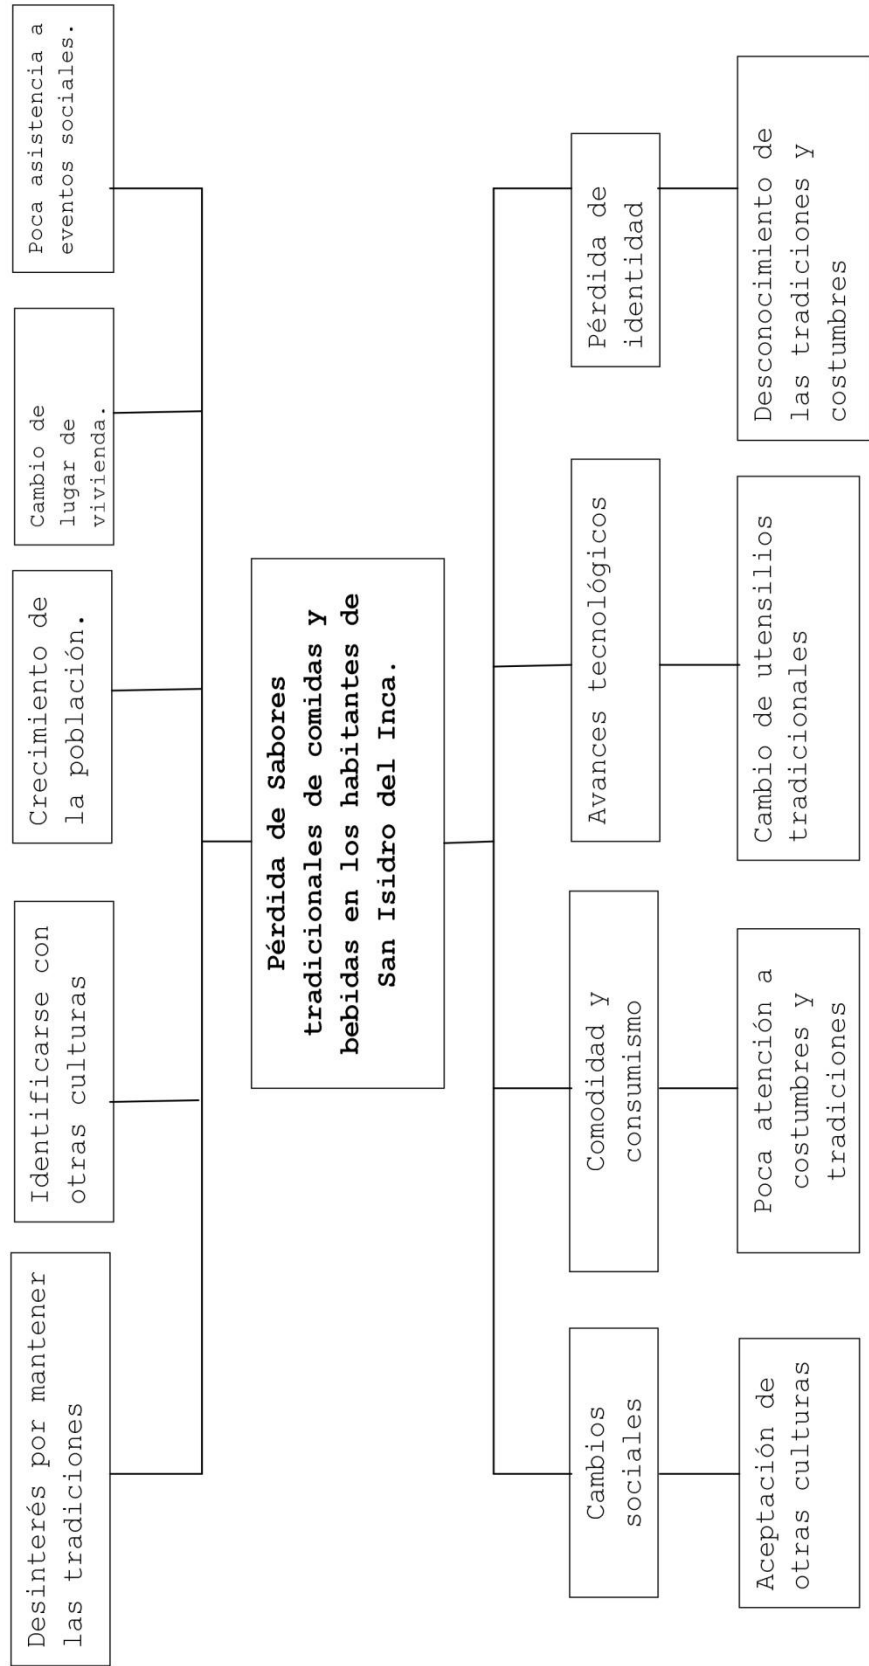 Desinterés por mantener
las tradiciones
Identificarse con
otras culturas
Crecimiento de
la población.
Cambio de
lugar de
vivienda.
Poca asistencia a
eventos sociales.
Pérdida de Sabores
tradicionales de comidas y
bebidas en los habitantes de
San Isidro del Inca.
Cambios
sociales
Comodidad y
consumismo
Avances tecnológicos
Pérdida de
identidad
Aceptación de
otras culturas
Poca atención a
costumbres y
tradiciones
Cambio de utensilios
tradicionales
Desconocimiento de
las tradiciones y
costumbres